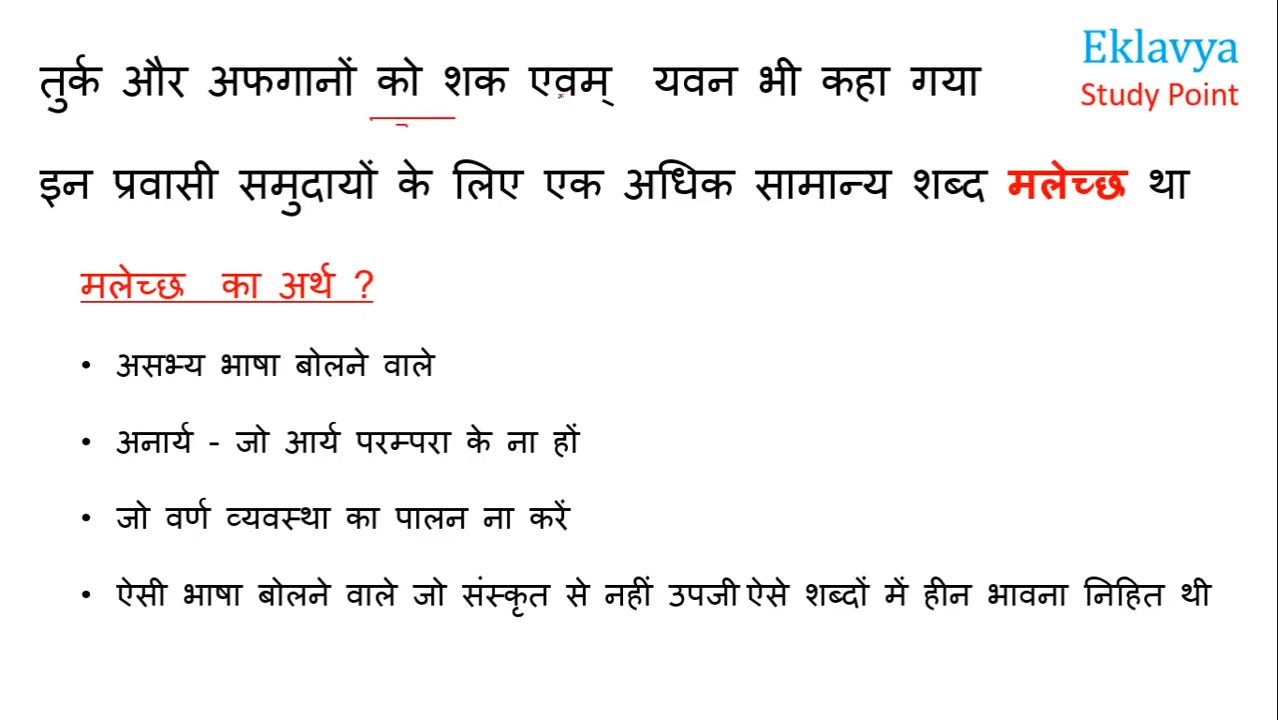 Eklavya
Study Point
तुर्क और अफगानों को शक एवम् यवन भी कहा गया
इन प्रवासी समुदायों के लिए एक अधिक सामान्य शब्द मलेच्छ था
मलेच्छ का अर्थ ?
• असभ्य भाषा बोलने वाले
• अनार्य - जो आर्य परम्परा के ना हों
• जो वर्ण व्यवस्था का पालन ना करें
• ऐसी भाषा बोलने वाले जो संस्कृत से नहीं उपजी ऐसे शब्दों में हीन भावना निहित थी